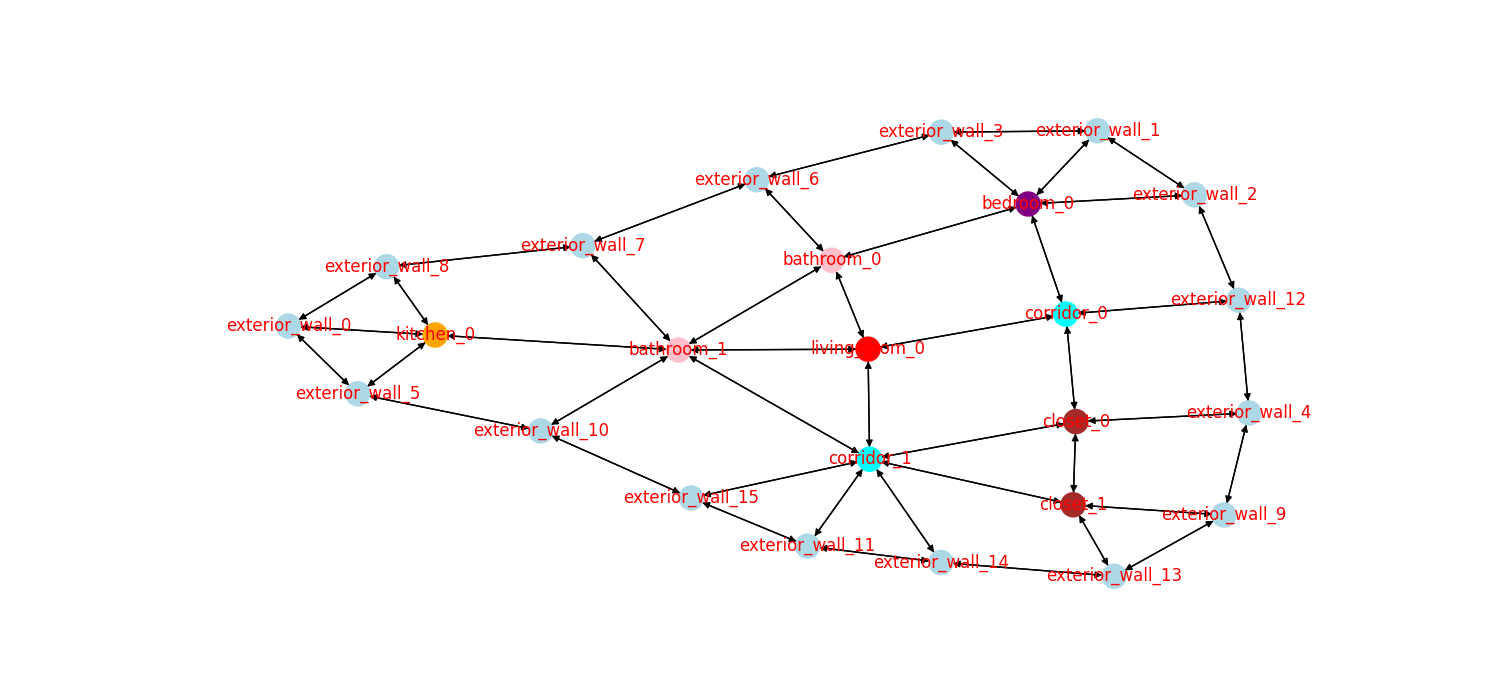 exterior_wall_3
exterior_wall_1
exterior_wall_6
exterior_wall_2
bedroom_0
exterior_wall_7
bathroom_0
exterior_wall_8
exterior_wall_12
corridor_0
exterior_wall_0
kitchen_0
bathroom_1
living_room_0
exterior_wall_5
exterior_wall_4
closet_0
exterior_wall_10
corridor_1
exterior_wall_15
closet_1
exterior_wall_9
exterior_wall_11
exterior_wall_14
exterior_wall_13